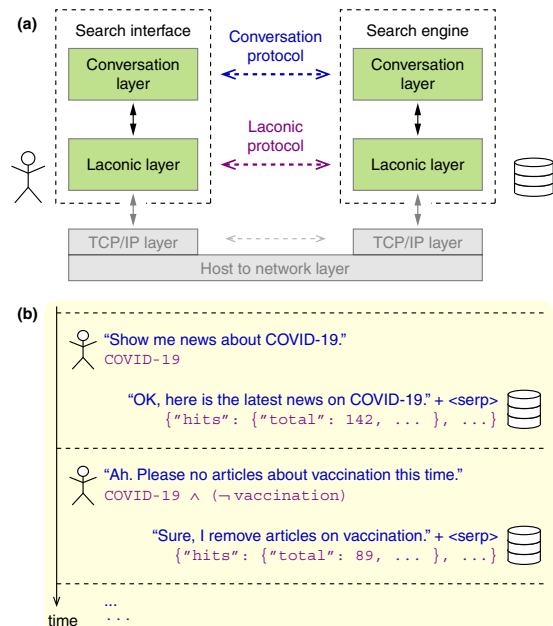 (a)
Search interface
Search engine
Conversation layer
Conversation protocol
Conversation layer
Laconic layer
Laconic protocol
Laconic layer
TCP/IP layer
TCP/IP layer
Host to network layer
(b)
“Show me news about COVID-19.”
COVID-19
“OK, here is the latest news on COVID-19.” + <serp>
{"hits": {"total": 142, ... }, ...}
“Ah. Please no articles about vaccination this time.”
COVID-19 ∧ (¬ vaccination)
“Sure, I remove articles on vaccination.” + <serp>
{"hits": {"total": 89, ... }, ...}
...
...
time